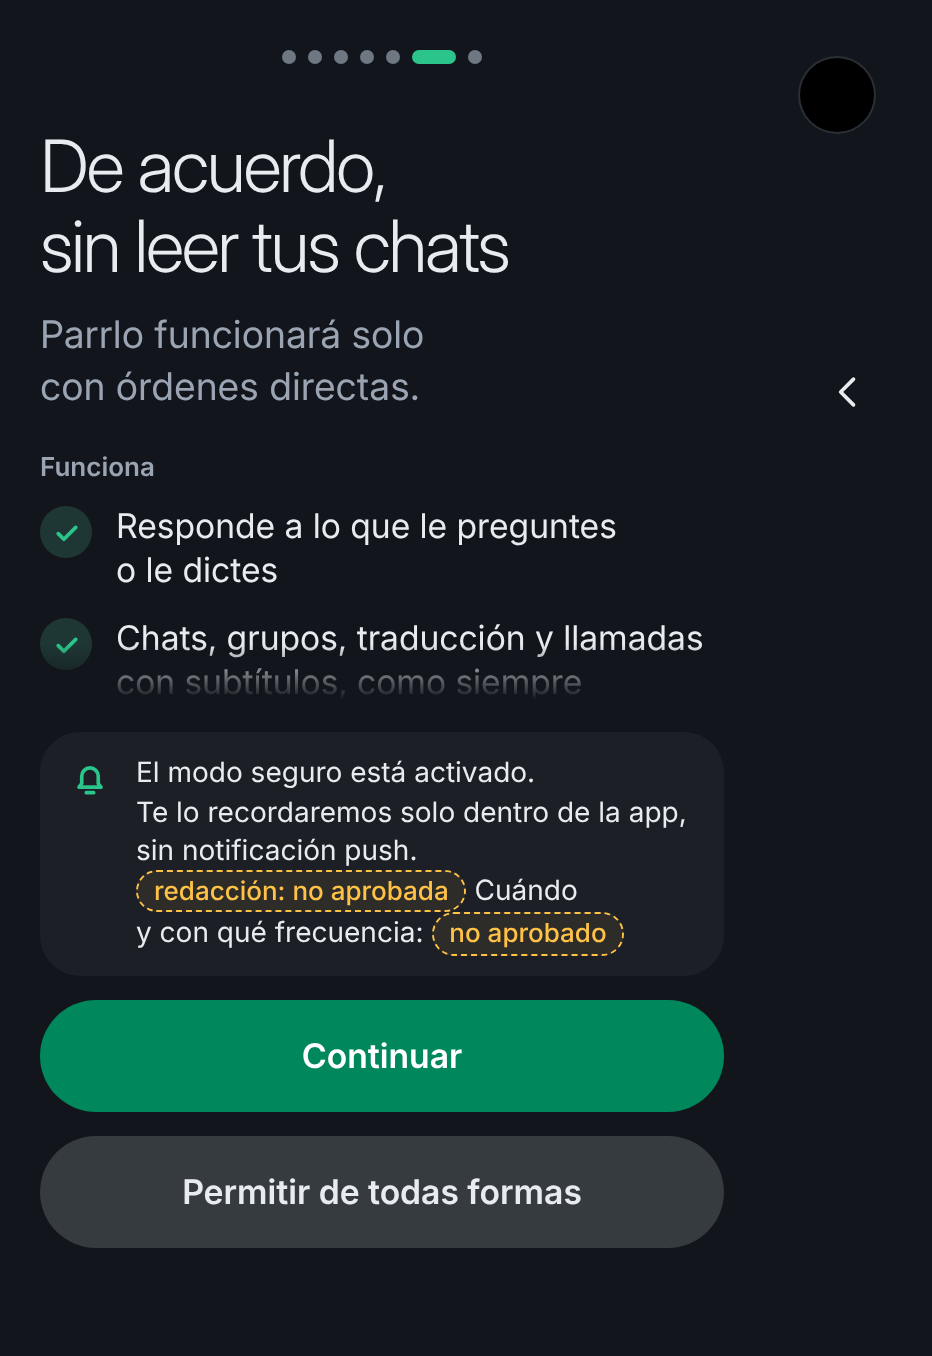 De acuerdo,
sin leer tus chats
Parrlo funcionará solo
con órdenes directas.
Funciona
Responde a lo que le preguntes
o le dictes
Chats, grupos, traducción y llamadas
con subtítulos, como siempre
El modo seguro está activado.
Te lo recordaremos solo dentro de la app,
sin notificación push.
redacción: no aprobada Cuándo
y con qué frecuencia: no aprobado
Continuar
Permitir de todas formas